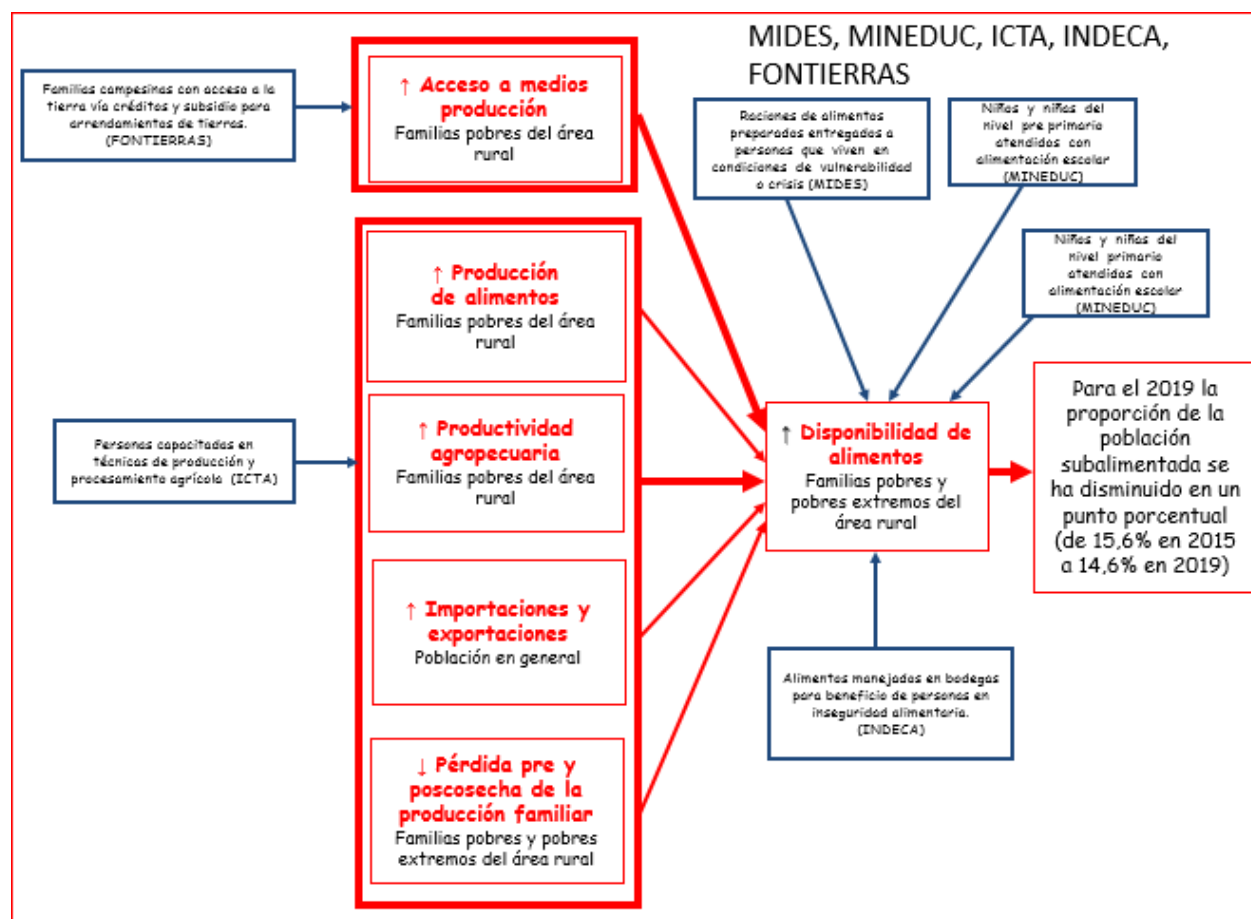 MIDES, MINEDUC, ICTA, INDECA,
FONTIERRAS
Familias campesinas con acceso a la
tierra vía créditos y subsidio para
arrendamientos de tierras.
(FONTIERRAS)
↑ Acceso a medios
producción
Familias pobres del área
rural
Raciones de alimentos
preparados entregados a
personas que viven en
condiciones de vulnerabilidad
o crisis (MIDES)
Niños y niñas del
nivel pre primario
atendidos con
alimentación escolar
(MINEDUC)
Niños y niñas del
nivel primario
atendidos con
alimentación escolar
(MINEDUC)
↑ Producción
de alimentos
Familias pobres del área
rural
Personas capacitadas en
técnicas de producción y
procesamiento agrícola (ICTA)
↑ Productividad
agropecuaria
Familias pobres del área
rural
↑ Disponibilidad de
alimentos
Familias pobres y
pobres extremos del
área rural
Para el 2019 la
proporción de la
población
subalimentada se
ha disminuido en un
punto porcentual
(de 15,6% en 2015
a 14,6% en 2019)
↑ Importaciones y
exportaciones
Población en general
Alimentos manejados en bodegas
para beneficio de personas en
inseguridad alimentaria.
(INDECA)
↓ Pérdida pre y
poscosecha de la
producción familiar
Familias pobres y pobres
extremos del área rural